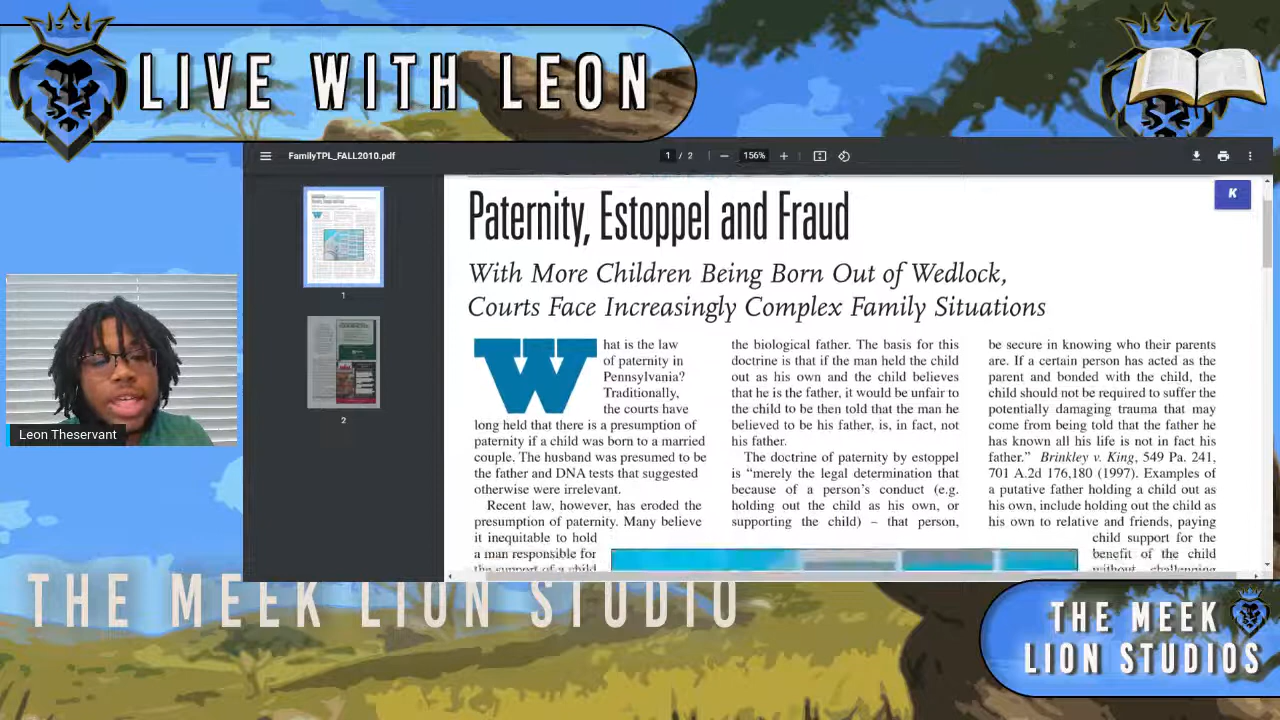 LIVE WITH LEON
FamilyTPL_FALL2010.pdf
1 / 2
156%
K
1
2
Paternity, Estoppel and Fraud
With More Children Being Born Out of Wedlock,
Courts Face Increasingly Complex Family Situations
What is the law
of paternity in
Pennsylvania?
Traditionally,
the courts have
long held that there is a presumption of
paternity if a child was born to a married
couple. The husband was presumed to be
the father and DNA tests that suggested
otherwise were irrelevant.
Recent law, however, has eroded the
presumption of paternity. Many believe
it inequitable to hold
a man responsible for
the support of a child
the biological father. The basis for this
doctrine is that if the man held the child
out as his own and the child believes
that he is the father, it would be unfair to
the child to be then told that the man he
believed to be his father, is, in fact, not
his father.
The doctrine of paternity by estoppel
is “merely the legal determination that
because of a person’s conduct (e.g.
holding out the child as his own, or
supporting the child) – that person,
be secure in knowing who their parents
are. If a certain person has acted as the
parent and bonded with the child, the
child should not be required to suffer the
potentially damaging trauma that may
come from being told that the father he
has known all his life is not in fact his
father.” Brinkley v. King, 549 Pa. 241,
701 A.2d 176,180 (1997). Examples of
a putative father holding a child out as
his own, include holding out the child as
his own to relative and friends, paying
child support for the
benefit of the child
without challenging
Leon Theservant
THE MEEK LION STUDIO
THE MEEK
LION STUDIOS